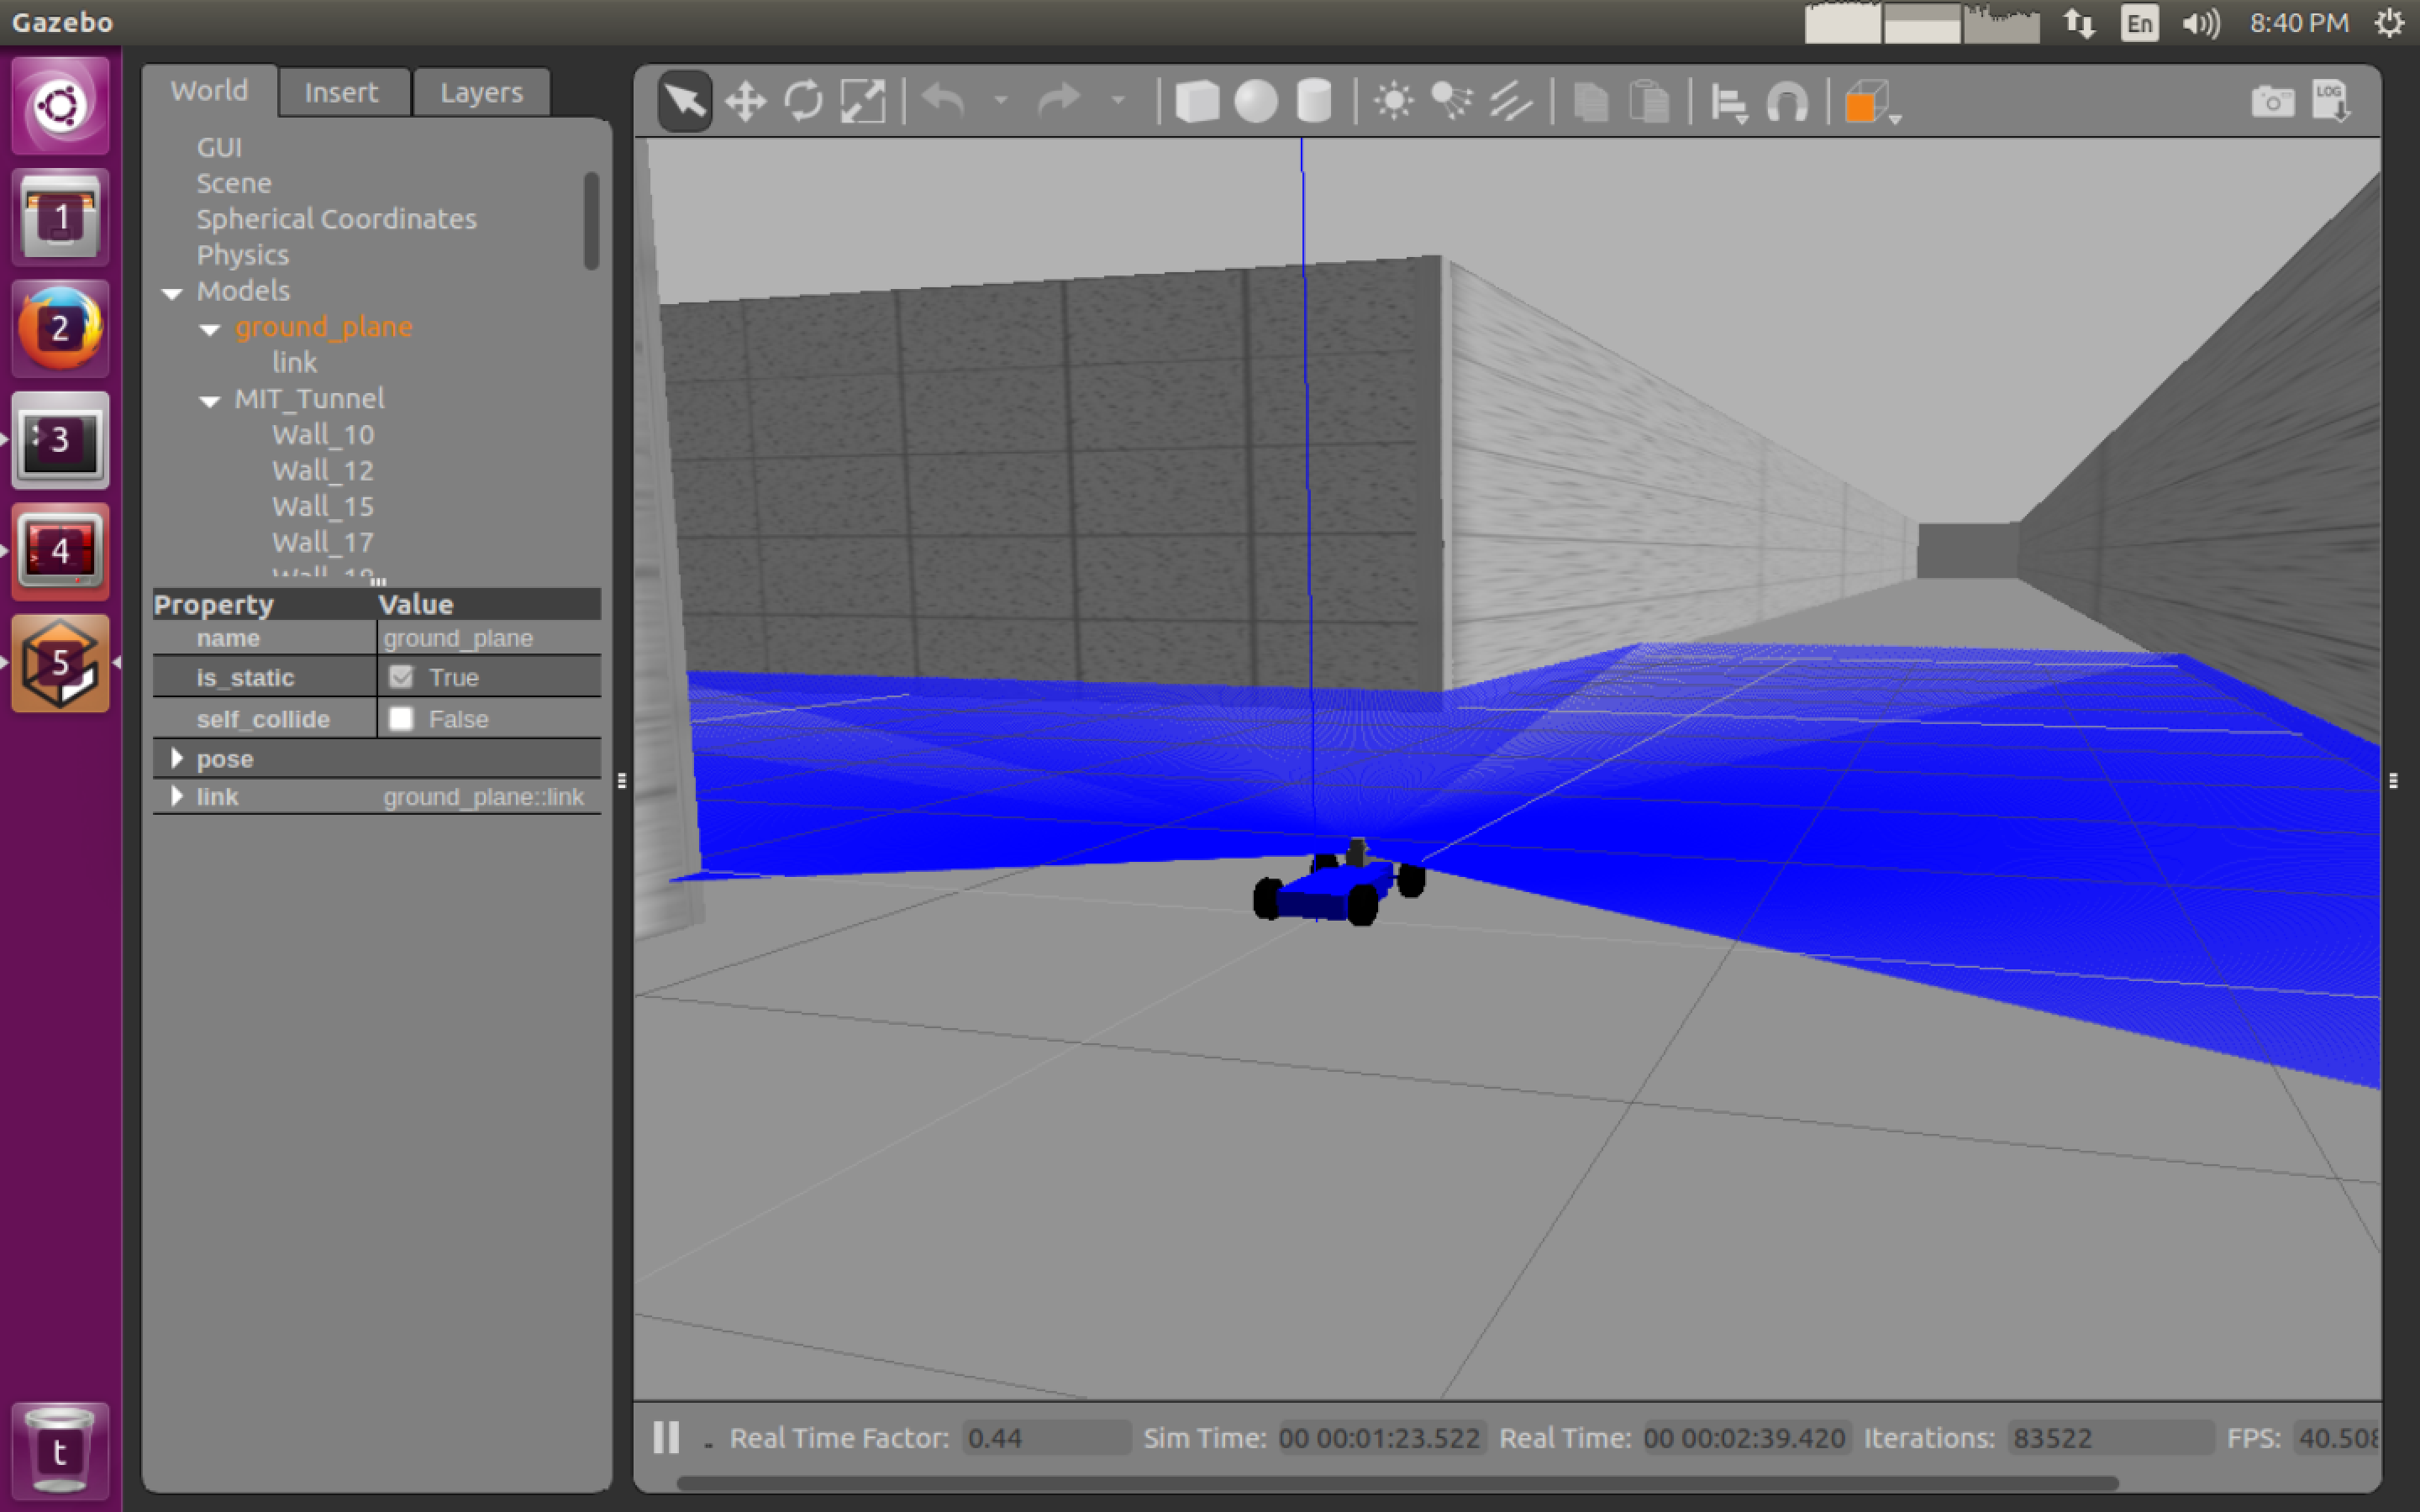 Gazebo
En
8:40 PM
World Insert Layers
LOG
GUI
Scene
Spherical Coordinates
Physics
Models
ground_plane
link
MIT_Tunnel
Wall_10
Wall_12
Wall_15
Wall_17
1
2
3
4
5
t
Property Value
name ground_plane
is_static True
self_collide False
pose
link ground_plane::link
Real Time Factor: 0.44 Sim Time: 00 00:01:23.522 Real Time: 00 00:02:39.420 Iterations: 83522 FPS: 40.508